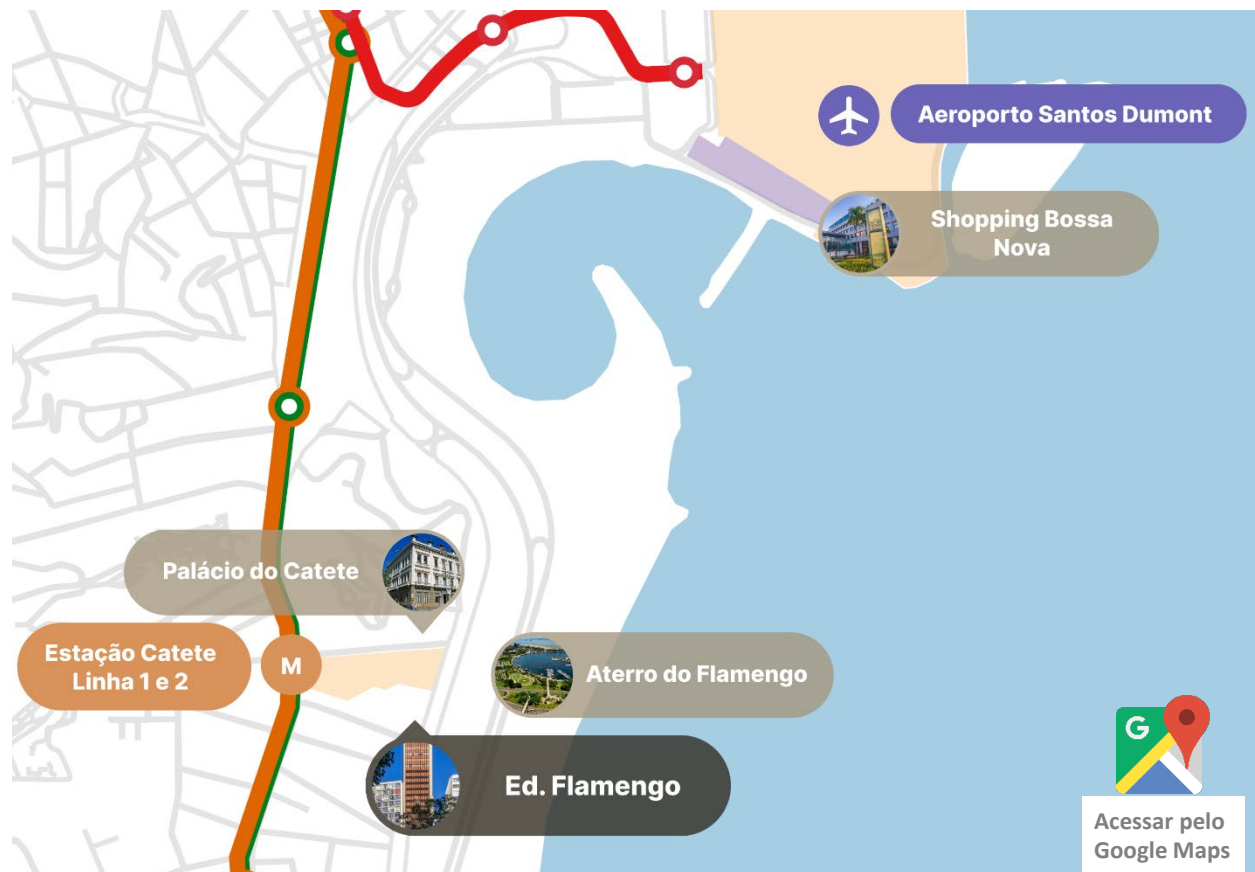 Aeroporto Santos Dumont
Shopping Bossa
Nova
Palácio do Catete
Estação Catete
Linha 1 e 2
M
Aterro do Flamengo
Ed. Flamengo
G
Acessar pelo
Google Maps